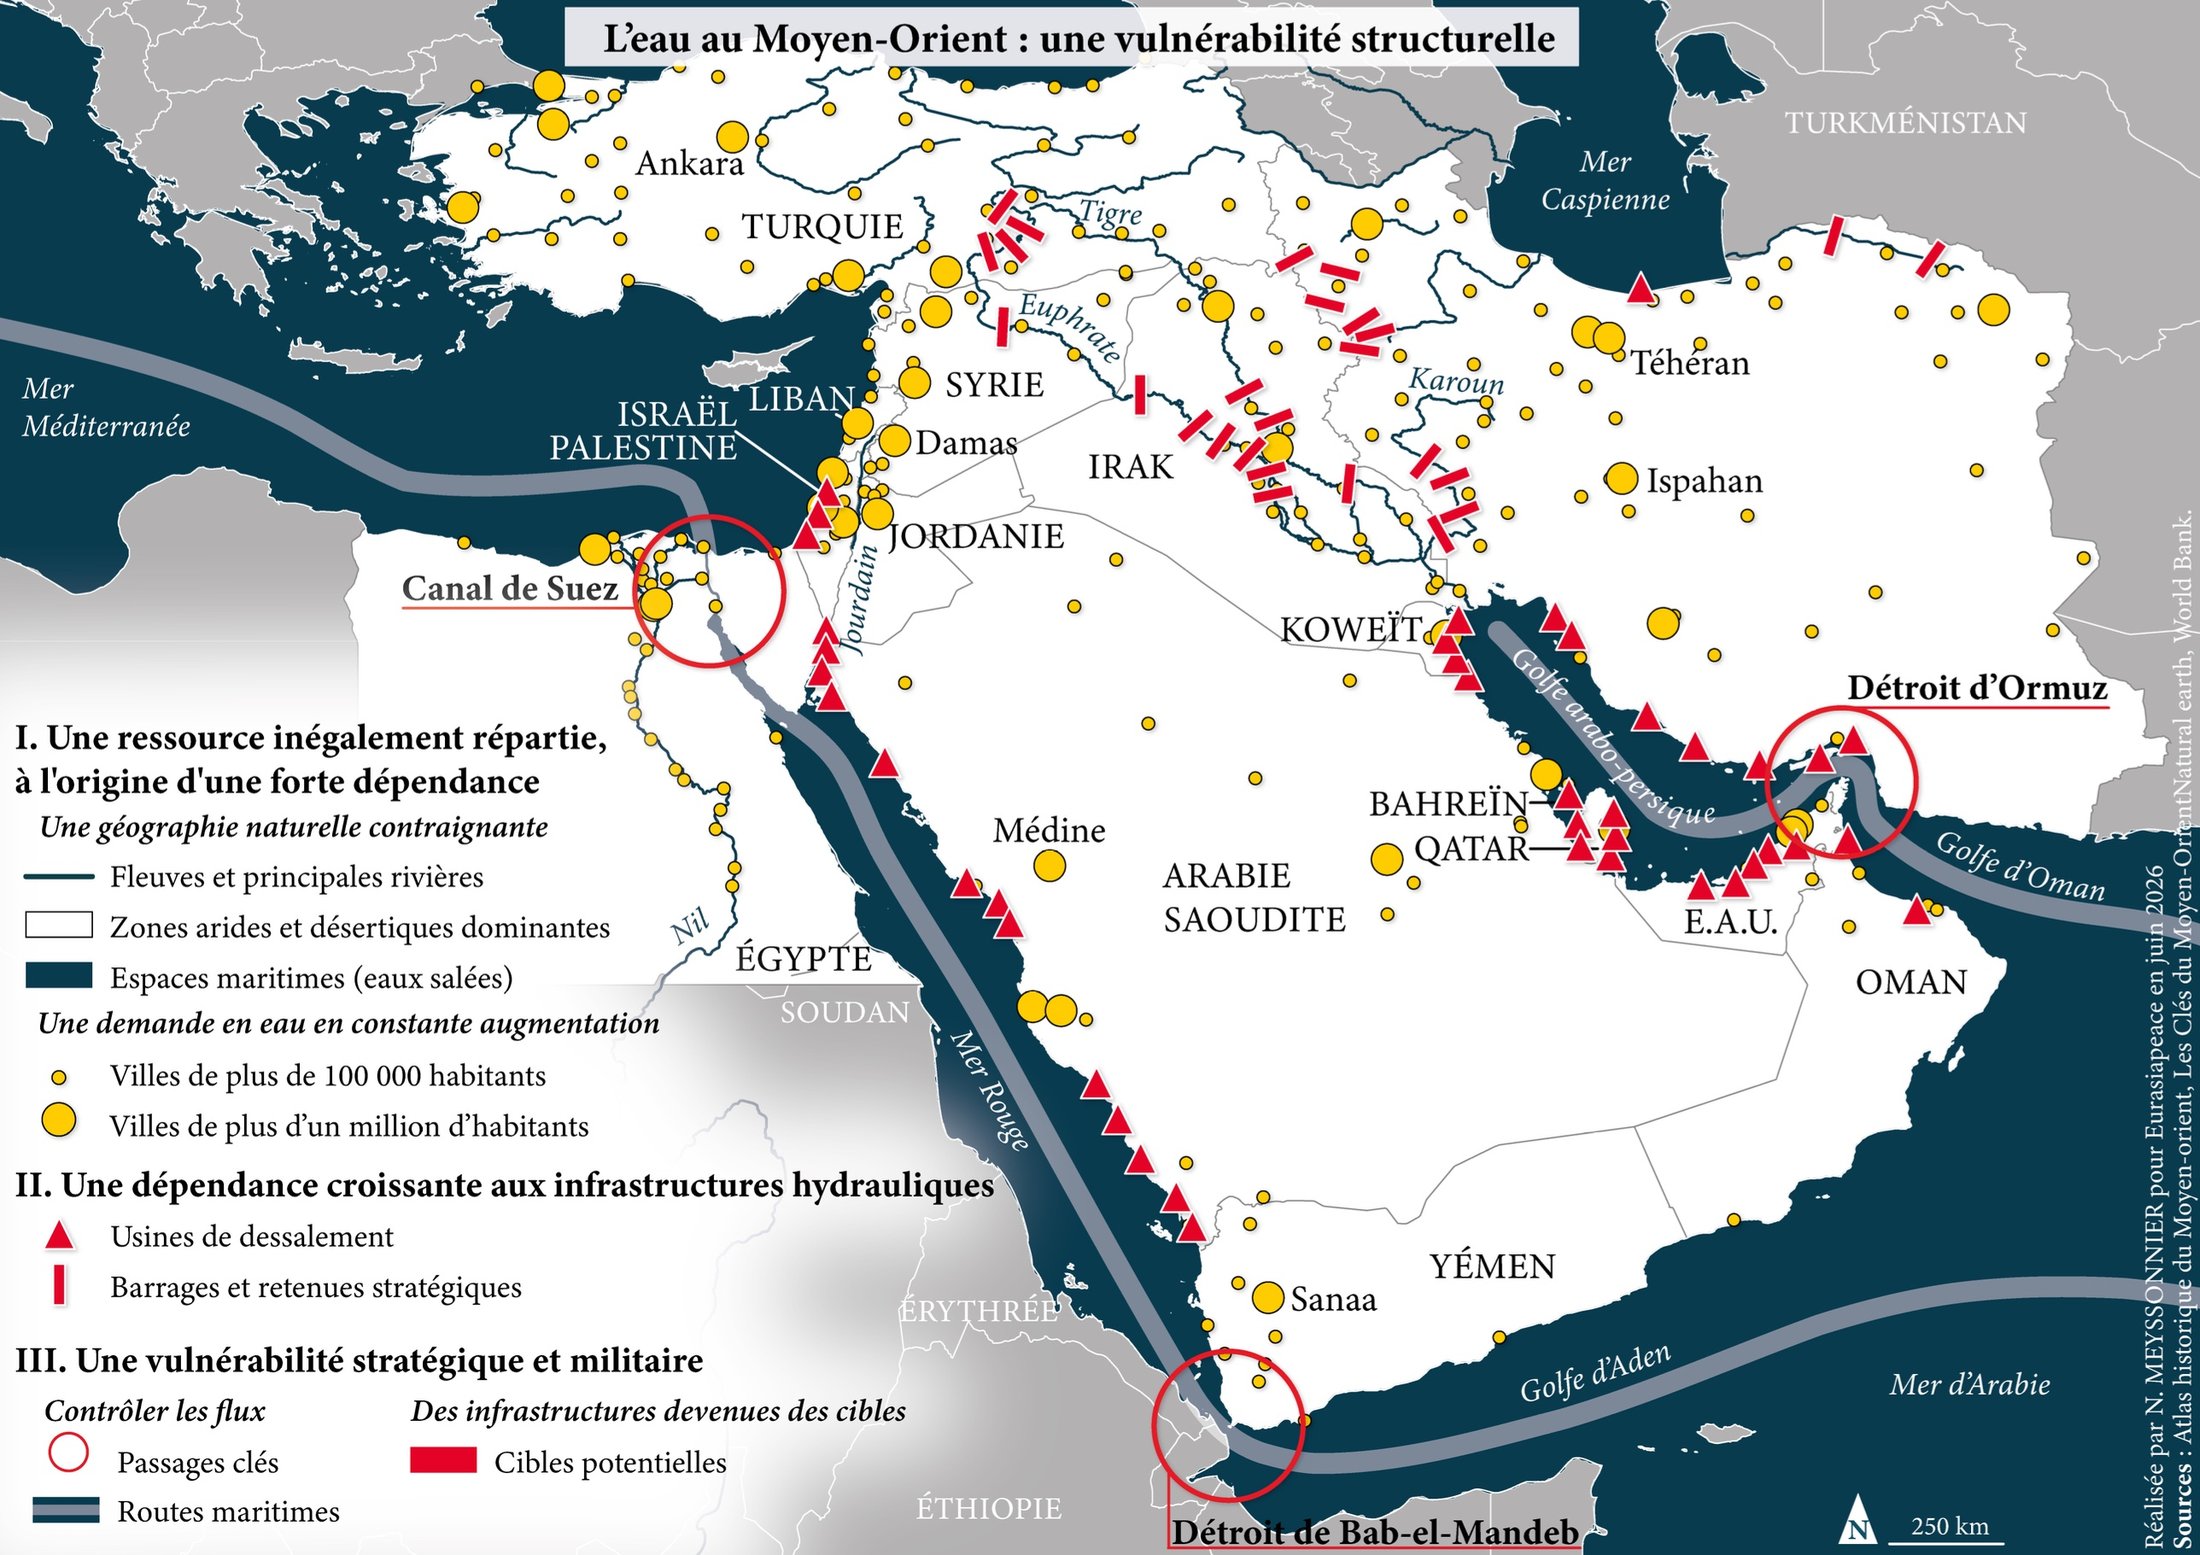 L'eau au Moyen-Orient : une vulnérabilité structurelle
TURKMÉNISTAN
Mer
Caspienne
Ankara
TURQUIE
Tigre
Euphrate
Téhéran
Mer
Méditerranée
LIBAN
SYRIE
Karoun
ISRAËL
PALESTINE
Damas
IRAK
Ispahan
JORDANIE
Canal de Suez
Jourdain
KOWEÏT
Golfe arabo-persique
Détroit d'Ormuz
BAHREÏN
QATAR
Médine
ARABIE
SAOUDITE
E.A.U.
Golfe d'Oman
OMAN
Nil
ÉGYPTE
SOUDAN
Mer Rouge
YÉMEN
Sanaa
ÉRYTHRÉE
Golfe d'Aden
Mer d'Arabie
ÉTHIOPIE
Détroit de Bab-el-Mandeb
I. Une ressource inégalement répartie,
à l'origine d'une forte dépendance
Une géographie naturelle contraignante
Fleuves et principales rivières
Zones arides et désertiques dominantes
Espaces maritimes (eaux salées)
Une demande en eau en constante augmentation
Villes de plus de 100 000 habitants
Villes de plus d'un million d'habitants
II. Une dépendance croissante aux infrastructures hydrauliques
Usines de dessalement
Barrages et retenues stratégiques
III. Une vulnérabilité stratégique et militaire
Contrôler les flux
Passages clés
Routes maritimes
Des infrastructures devenues des cibles
Cibles potentielles
N
250 km
Réalisée par N. MEYSSONNIER pour Eurasiapeace en juin 2026
Sources : Atlas historique du Moyen-orient, Les Clés du Moyen-OrientNatural earth, World Bank.